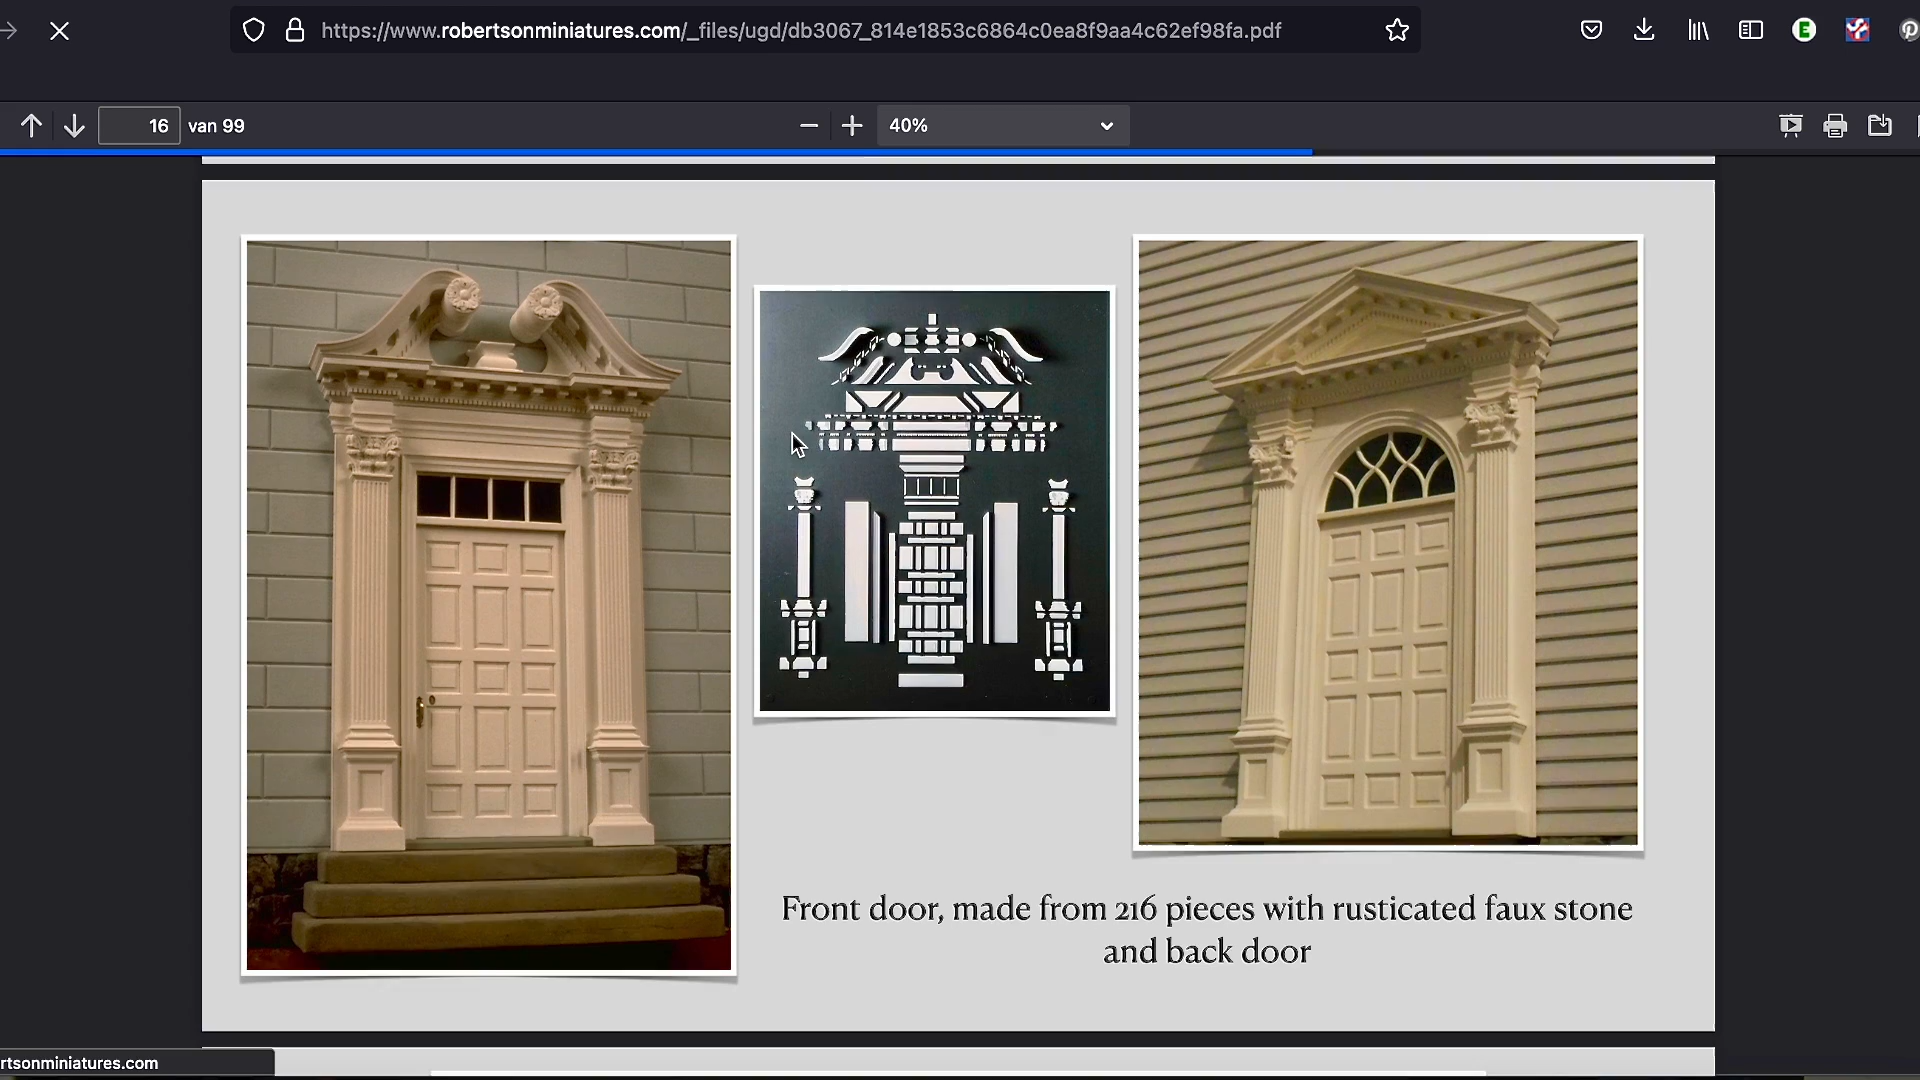 https://www.robertsonminiatures.com/_files/ugd/db3067_814e1853c6864c0ea8f9aa4c62ef98fa.pdf
16 van 99
40%
Front door, made from 216 pieces with rusticated faux stone
and back door
rtsonminiatures.com